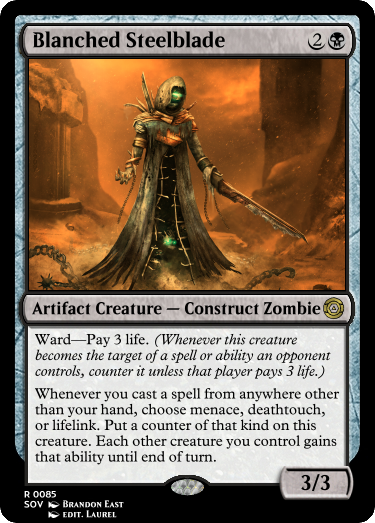 Blanched Steelblade 2
Artifact Creature — Construct Zombie
Ward—Pay 3 life. (Whenever this creature
becomes the target of a spell or ability an opponent
controls, counter it unless that player pays 3 life.)
Whenever you cast a spell from anywhere other
than your hand, choose menace, deathtouch,
or lifelink. Put a counter of that kind on this
creature. Each other creature you control gains
that ability until end of turn.
3/3
R 0085
SOV Brandon East
edit. Laurel